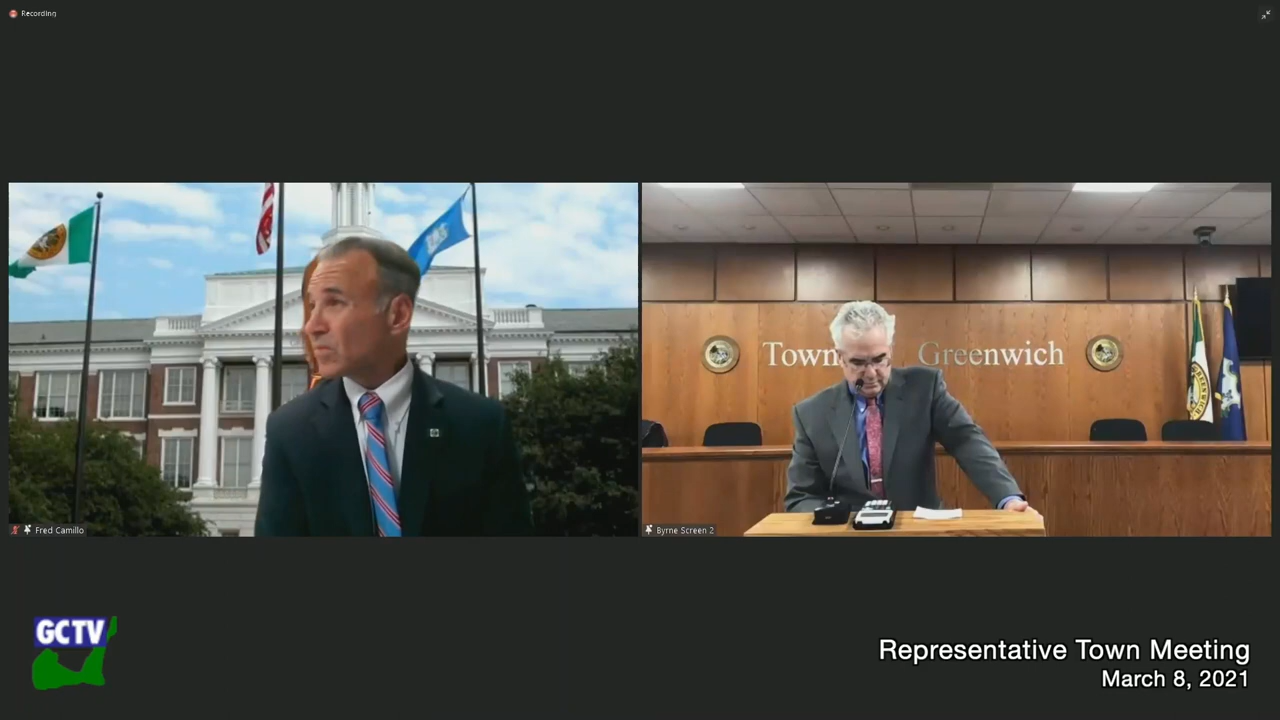 Recording
Town
Greenwich
Fred Camillo
Byrne Screen 2
GCTV
Representative Town Meeting
March 8, 2021